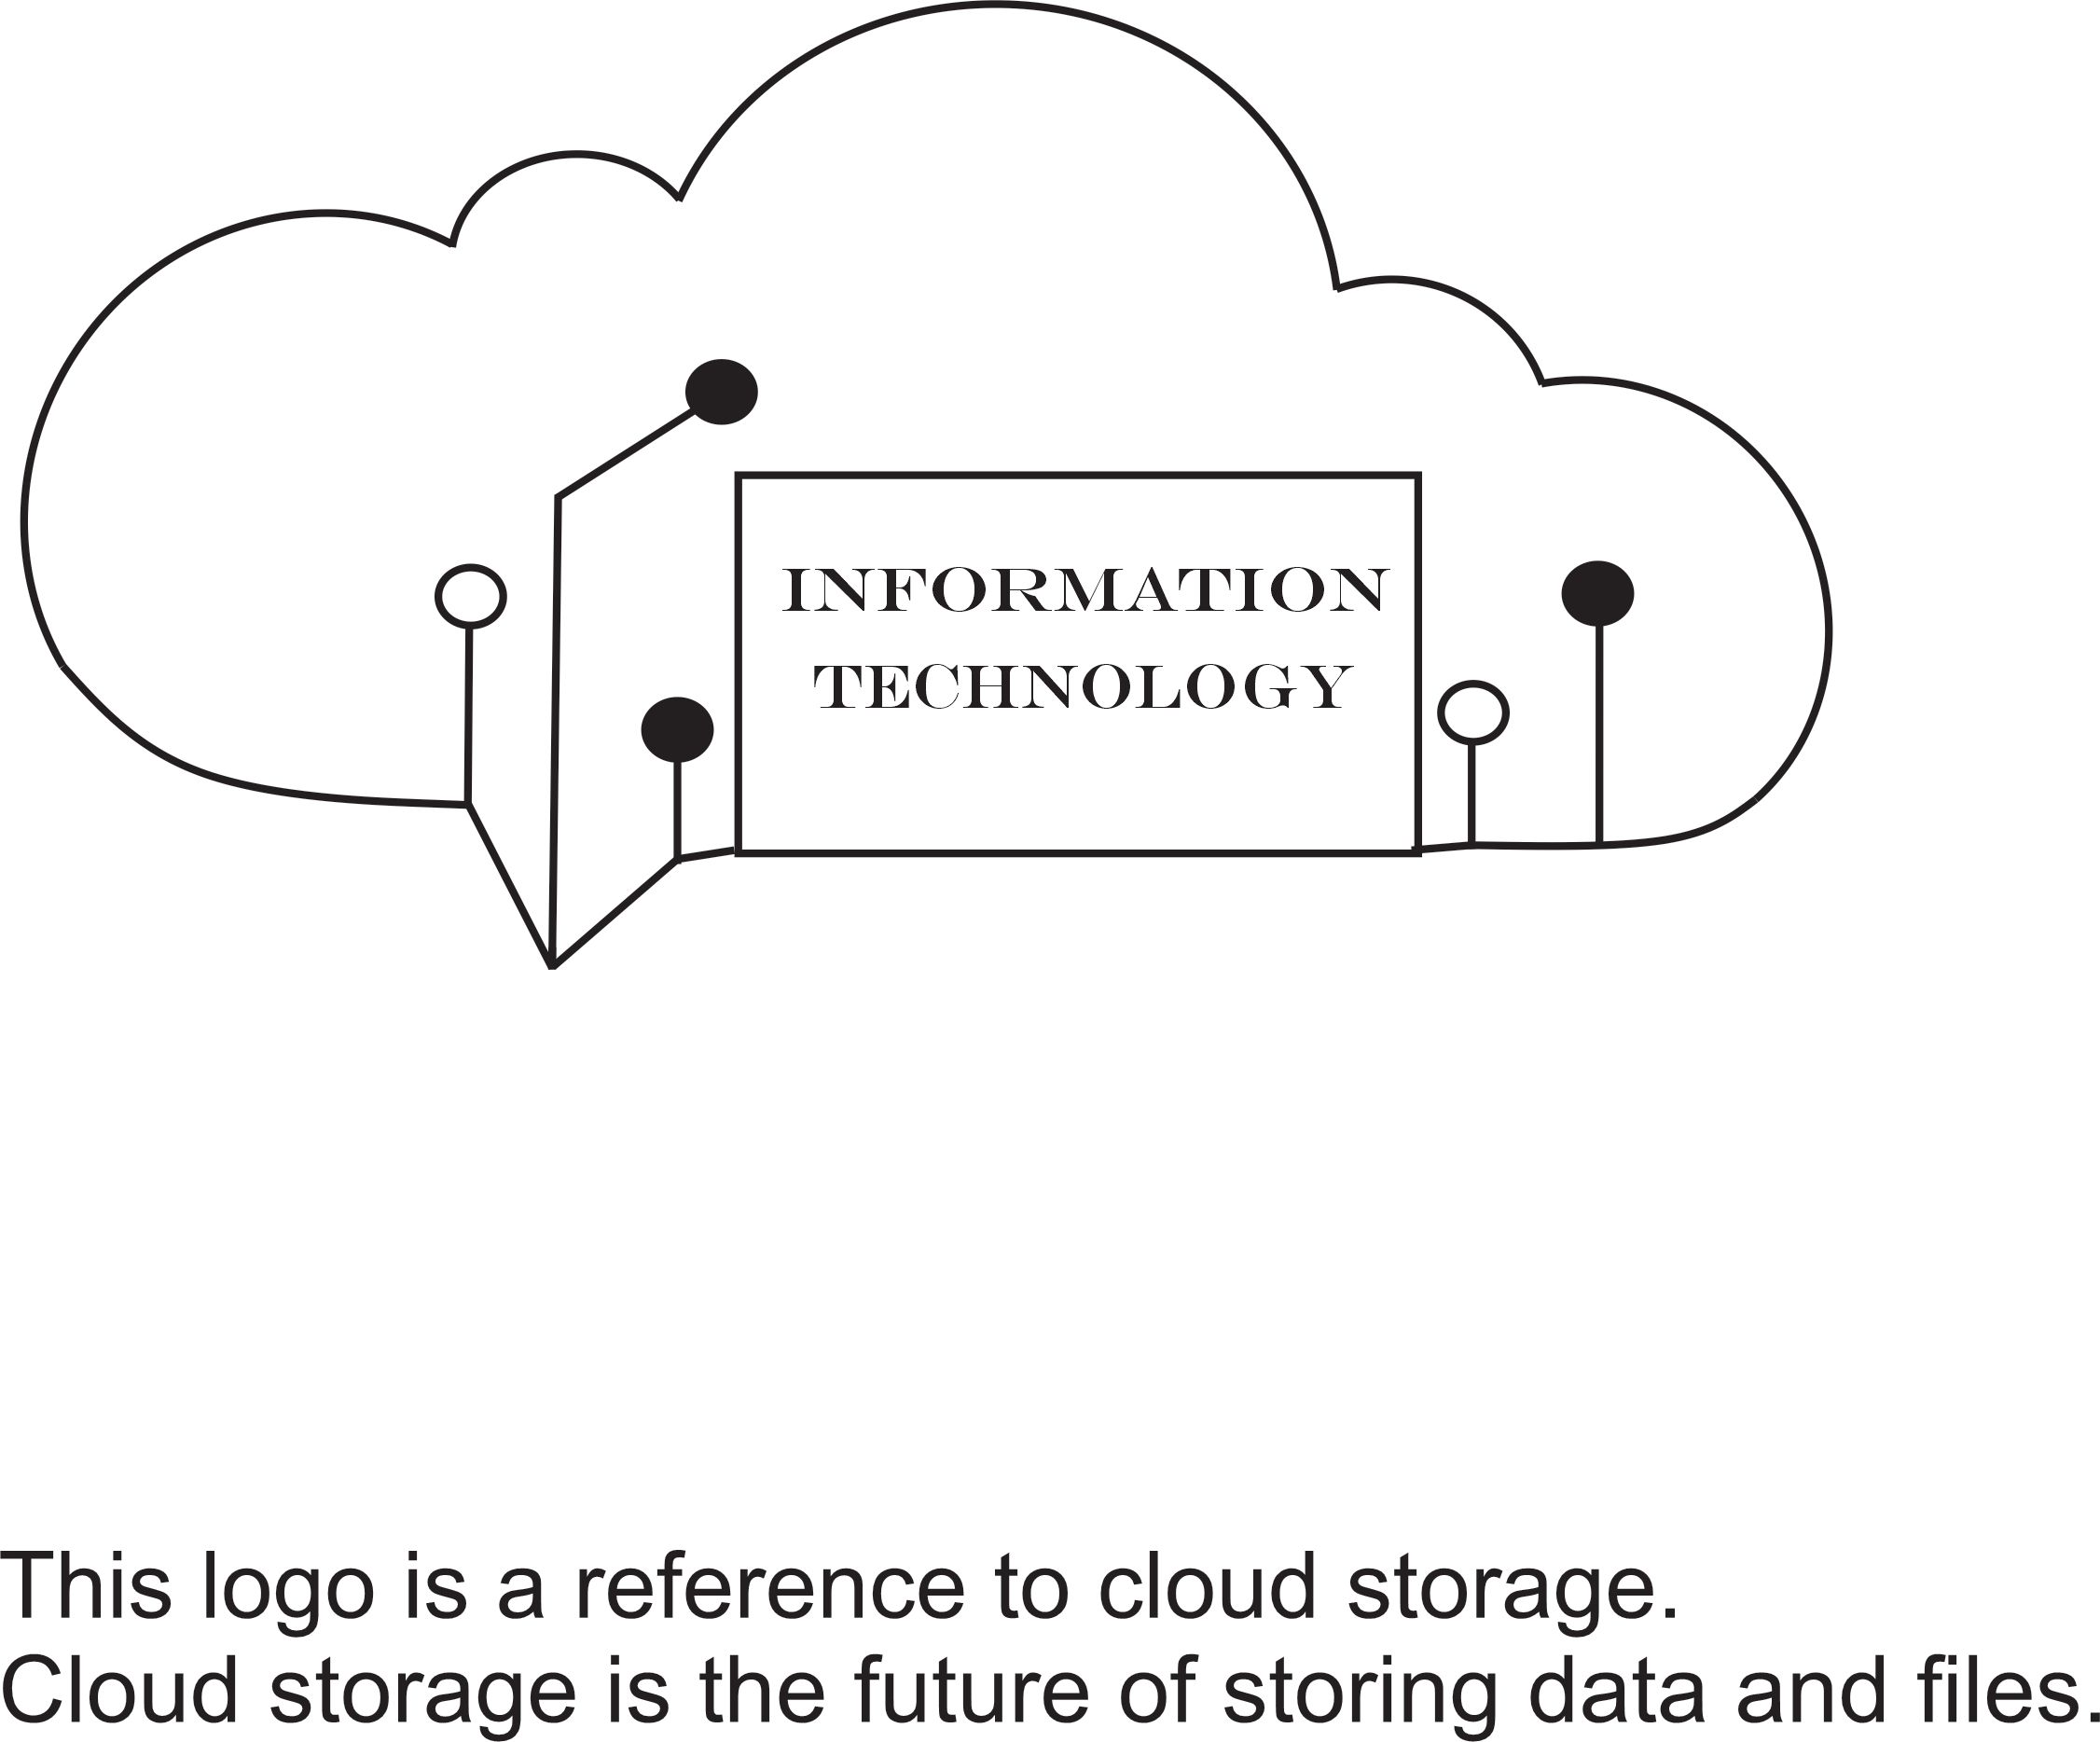 INFORMATION
TECHNOLOGY
This logo is a reference to cloud storage.
Cloud storage is the future of storing data and files.